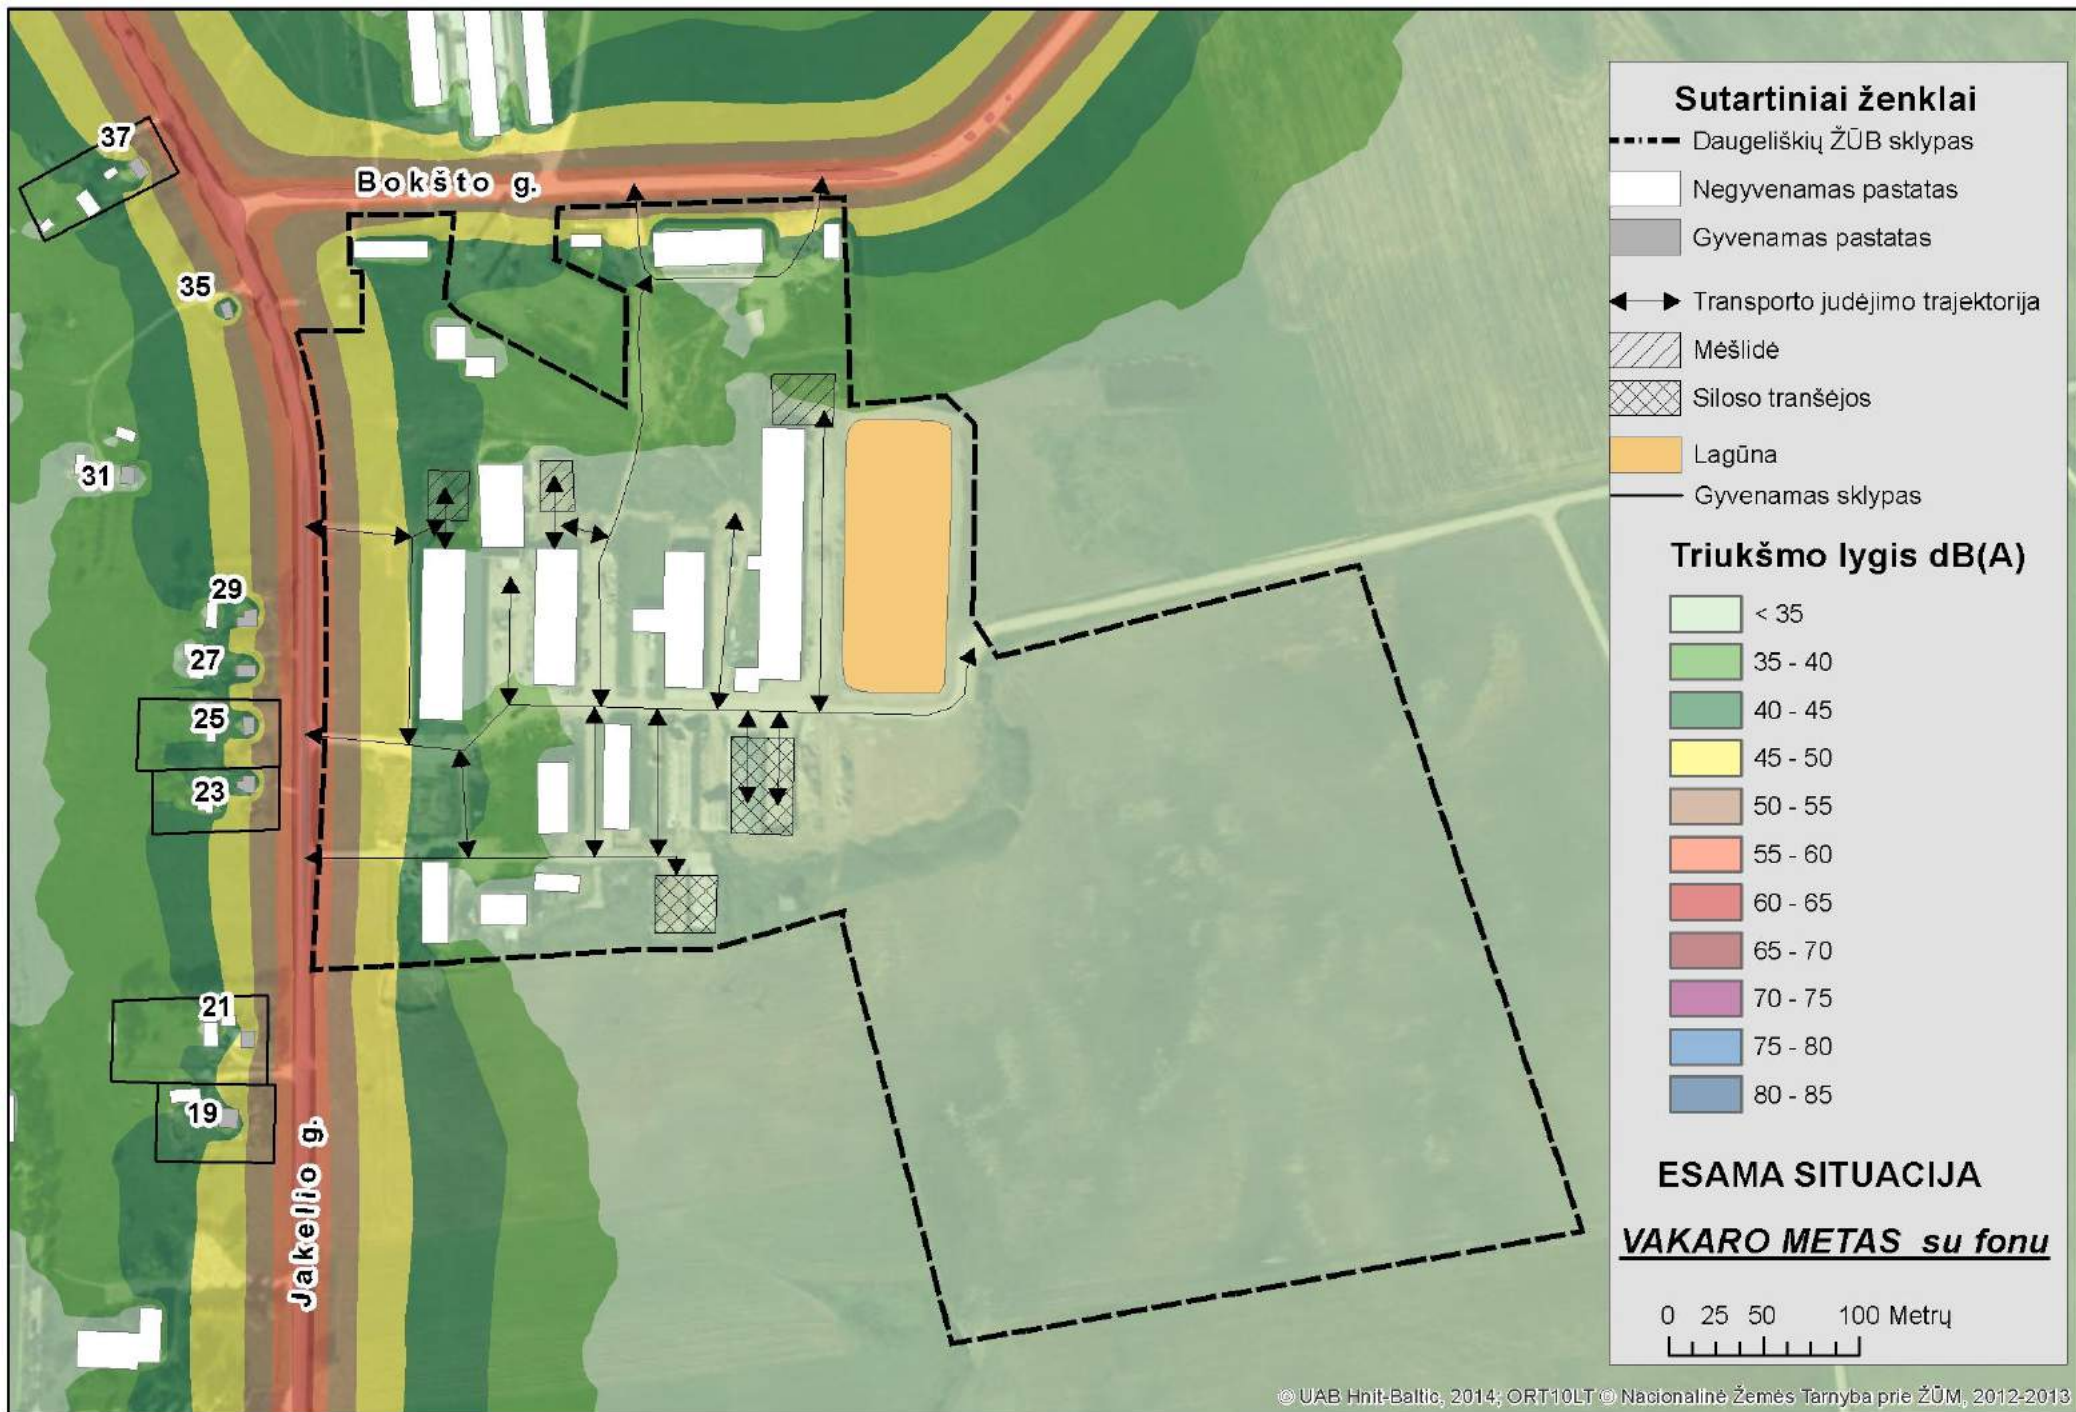 37
Bokšto g.
35
31
29
27
25
23
21
19
Jakelio g.
Sutartiniai ženklai
Daugeliškių ŽŪB sklypas
Negyvenamas pastatas
Gyvenamas pastatas
Transporto judėjimo trajektorija
Mėšlidė
Siloso tranšėjos
Lagūna
Gyvenamas sklypas
Triukšmo lygis dB(A)
< 35
35 - 40
40 - 45
45 - 50
50 - 55
55 - 60
60 - 65
65 - 70
70 - 75
75 - 80
80 - 85
ESAMA SITUACIJA
VAKARO METAS su fonu
0 25 50 100 Metrų
© UAB Hnit-Baltic, 2014; ORT10LT © Nacionalinė Žemės Tarnyba prie ŽŪM, 2012-2013